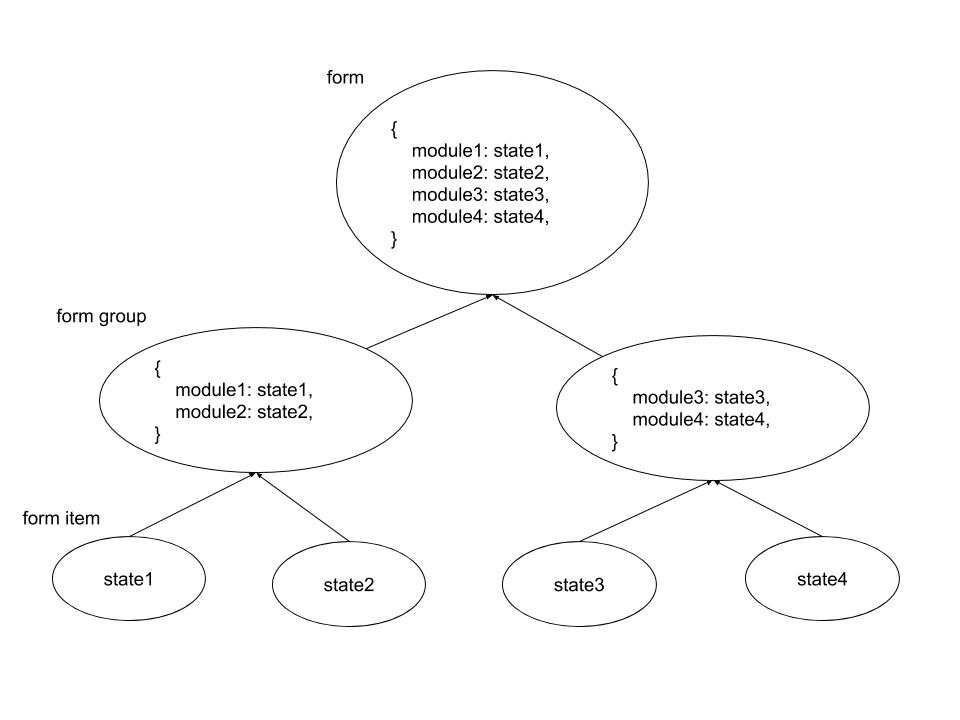 form
{
module1: state1,
module2: state2,
module3: state3,
module4: state4,
}
form group
{
module1: state1,
module2: state2,
}
{
module3: state3,
module4: state4,
}
form item
state1
state2
state3
state4